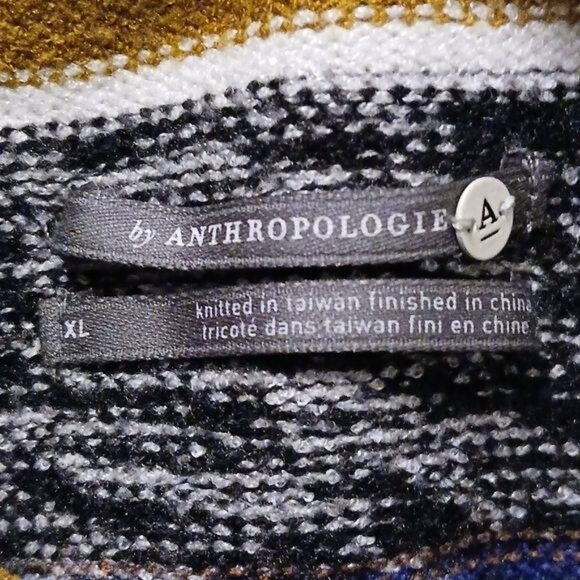 by ANTHROPOLOGIE
A
XL
knitted in taiwan finished in china
tricoté dans taiwan fini en chine